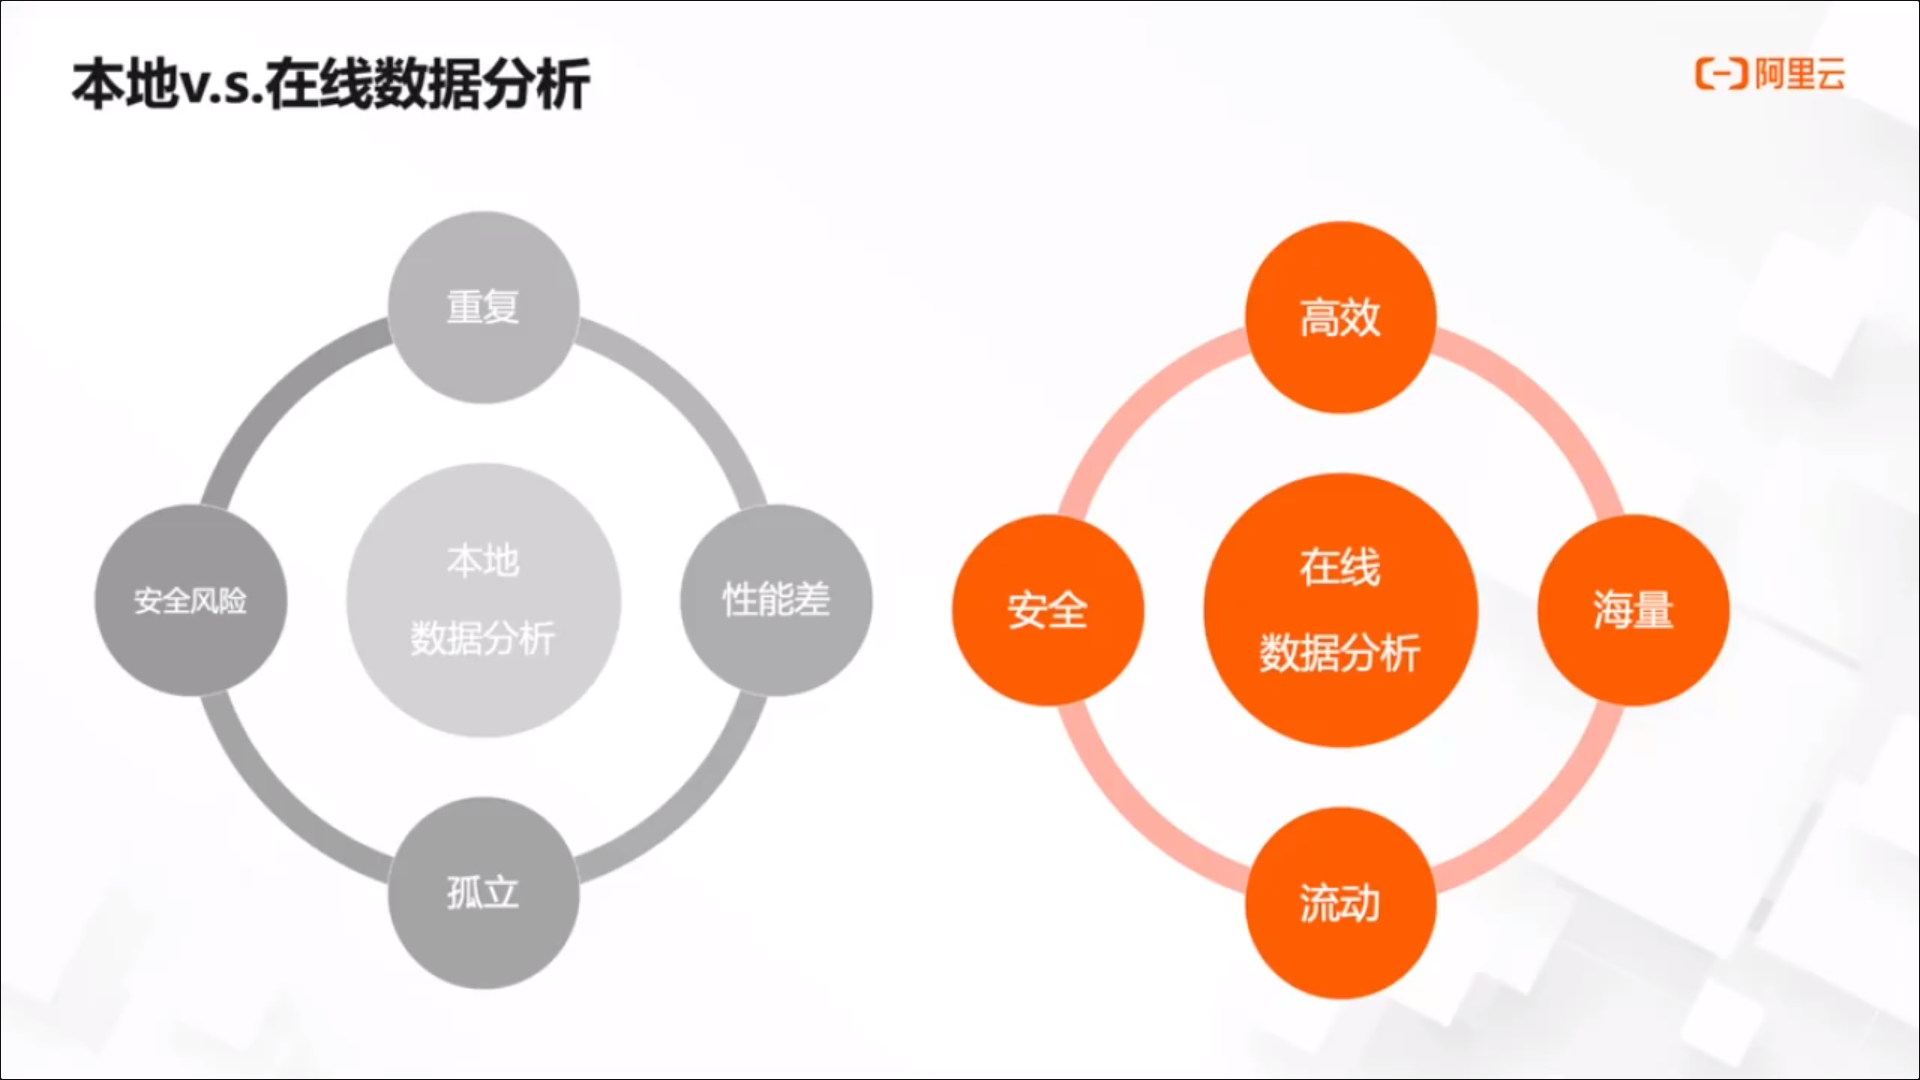 本地v.s.在线数据分析
阿里云
重复
安全风险
本地
数据分析
性能差
孤立
高效
安全
在线
数据分析
海量
流动